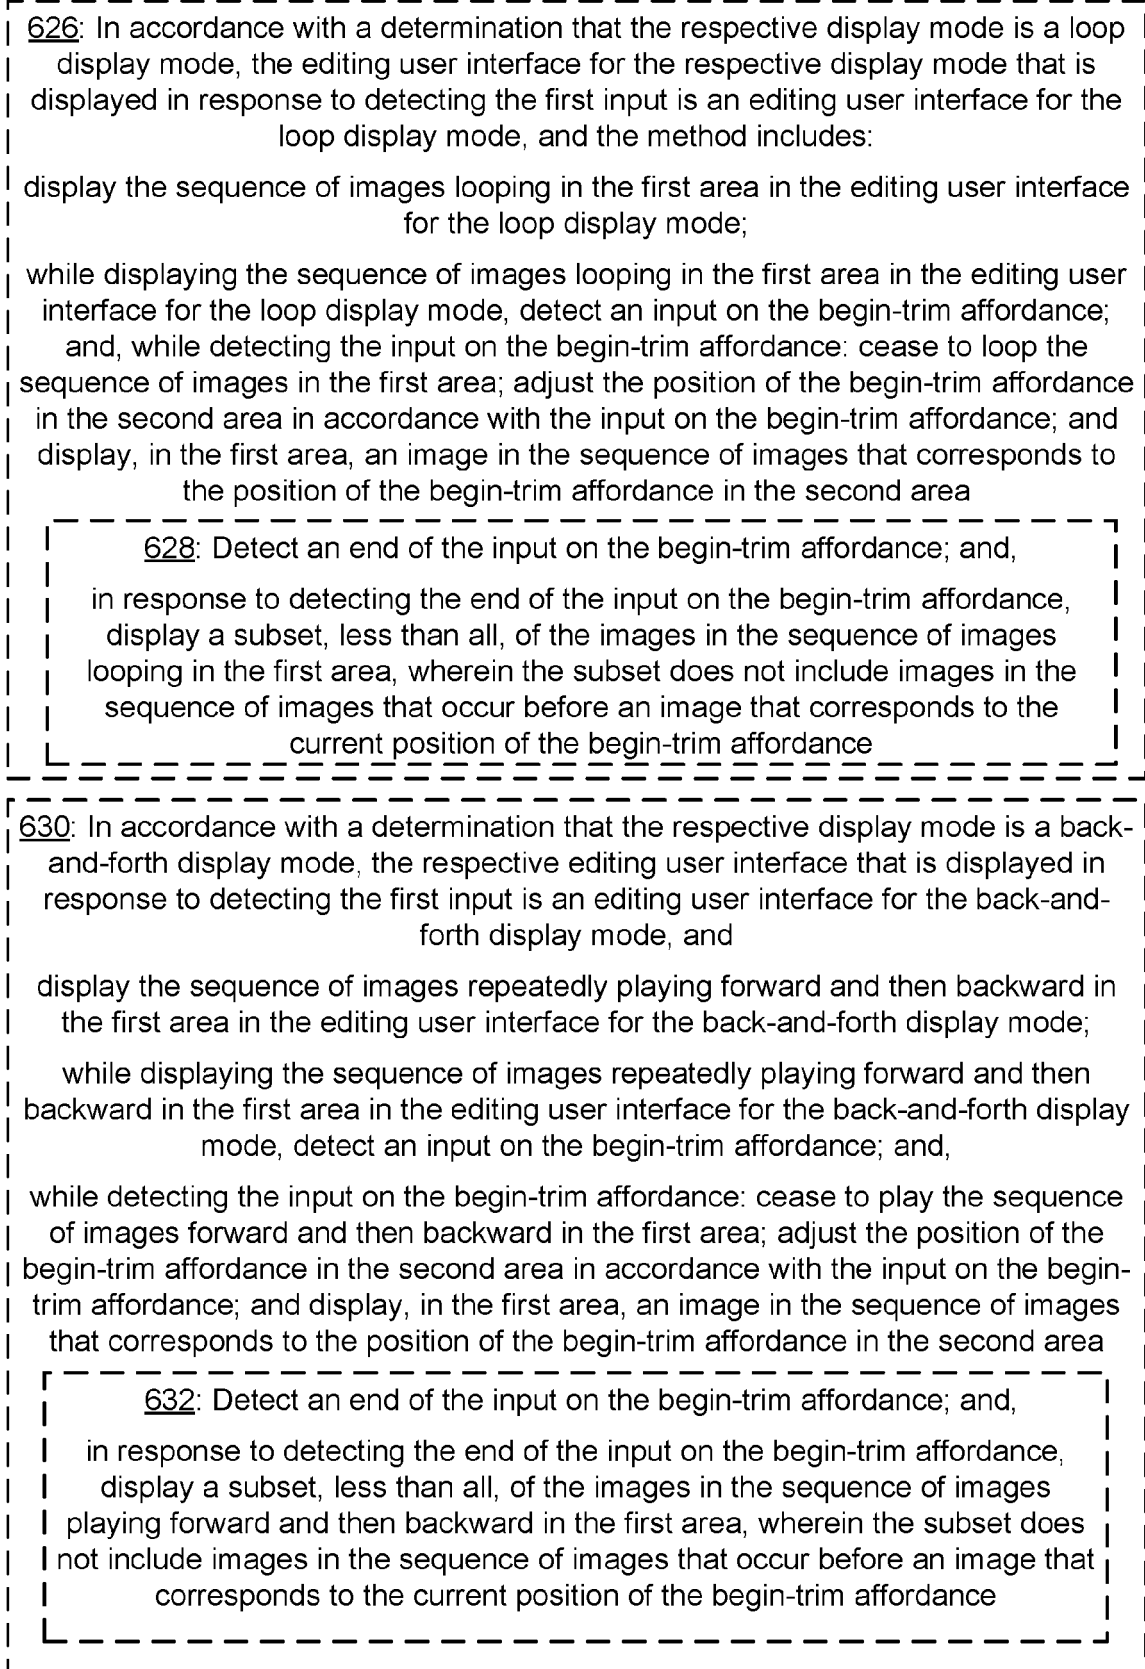 626: In accordance with a determination that the respective display mode is a loop
display mode, the editing user interface for the respective display mode that is
displayed in response to detecting the first input is an editing user interface for the
loop display mode, and the method includes:
display the sequence of images looping in the first area in the editing user interface
for the loop display mode;
while displaying the sequence of images looping in the first area in the editing user
interface for the loop display mode, detect an input on the begin-trim affordance;
and, while detecting the input on the begin-trim affordance: cease to loop the
sequence of images in the first area; adjust the position of the begin-trim affordance
in the second area in accordance with the input on the begin-trim affordance; and
display, in the first area, an image in the sequence of images that corresponds to
the position of the begin-trim affordance in the second area
628: Detect an end of the input on the begin-trim affordance; and,
in response to detecting the end of the input on the begin-trim affordance,
display a subset, less than all, of the images in the sequence of images
looping in the first area, wherein the subset does not include images in the
sequence of images that occur before an image that corresponds to the
current position of the begin-trim affordance
630: In accordance with a determination that the respective display mode is a back-
and-forth display mode, the respective editing user interface that is displayed in
response to detecting the first input is an editing user interface for the back-and-
forth display mode, and
display the sequence of images repeatedly playing forward and then backward in
the first area in the editing user interface for the back-and-forth display mode;
while displaying the sequence of images repeatedly playing forward and then
backward in the first area in the editing user interface for the back-and-forth display
mode, detect an input on the begin-trim affordance; and,
while detecting the input on the begin-trim affordance: cease to play the sequence
of images forward and then backward in the first area; adjust the position of the
begin-trim affordance in the second area in accordance with the input on the begin-
trim affordance; and display, in the first area, an image in the sequence of images
that corresponds to the position of the begin-trim affordance in the second area
632: Detect an end of the input on the begin-trim affordance; and,
in response to detecting the end of the input on the begin-trim affordance,
display a subset, less than all, of the images in the sequence of images
playing forward and then backward in the first area, wherein the subset does
not include images in the sequence of images that occur before an image that
corresponds to the current position of the begin-trim affordance